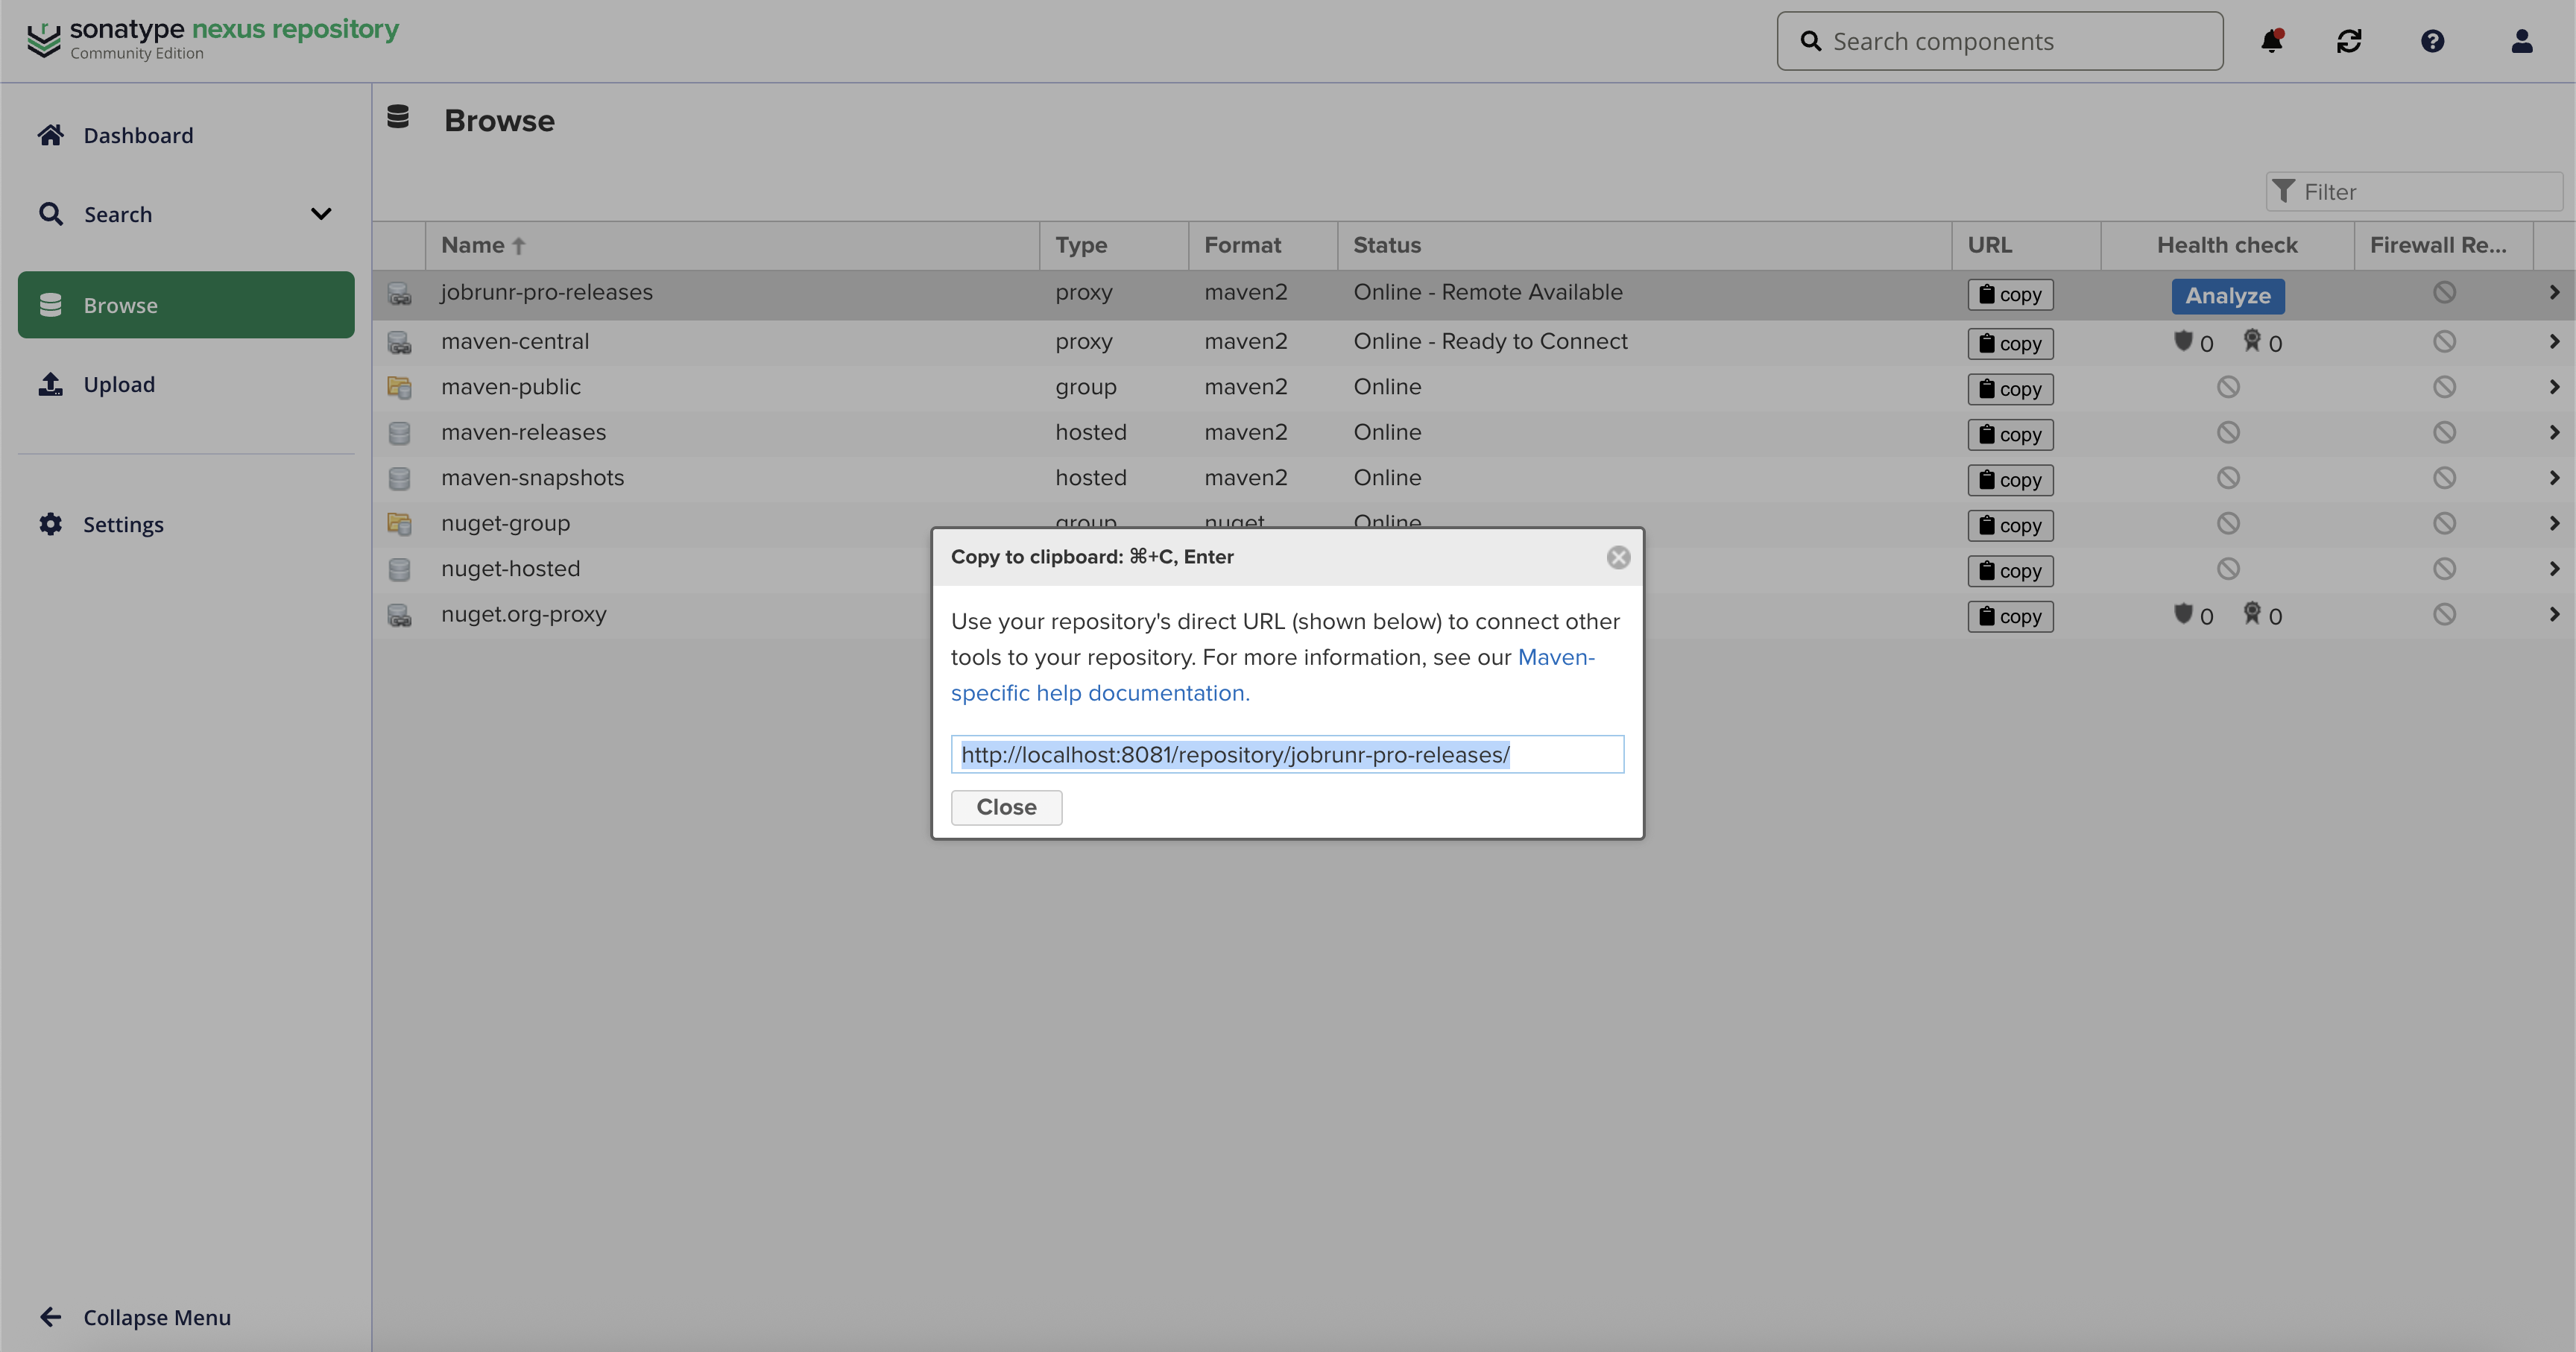 sonatype nexus repository
Community Edition
Search components
Dashboard
Search
Browse
Upload
Settings
Collapse Menu
Browse
Filter
Name Type Format Status URL Health check Firewall Re...
jobrunr-pro-releases proxy maven2 Online - Remote Available copy Analyze
maven-central proxy maven2 Online - Ready to Connect copy 0 0
maven-public group maven2 Online copy
maven-releases hosted maven2 Online copy
maven-snapshots hosted maven2 Online copy
nuget-group group nuget Online copy
nuget-hosted copy
nuget.org-proxy copy 0 0
Copy to clipboard: ⌘+C, Enter
Use your repository's direct URL (shown below) to connect other
tools to your repository. For more information, see our Maven-
specific help documentation.
http://localhost:8081/repository/jobrunr-pro-releases/
Close